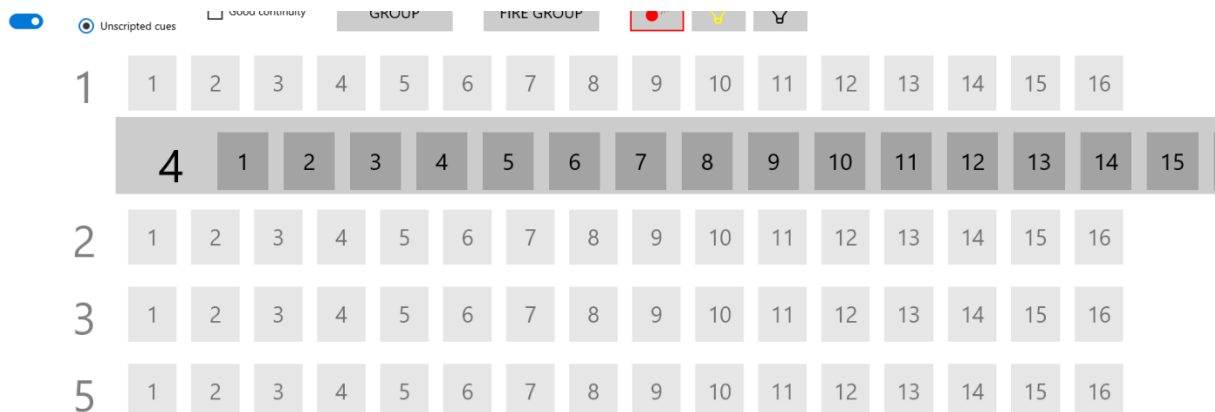 Good continuity GROUP FIRE GROUP
Unscripted cues
1 1 2 3 4 5 6 7 8 9 10 11 12 13 14 15 16
4 1 2 3 4 5 6 7 8 9 10 11 12 13 14 15
2 1 2 3 4 5 6 7 8 9 10 11 12 13 14 15 16
3 1 2 3 4 5 6 7 8 9 10 11 12 13 14 15 16
5 1 2 3 4 5 6 7 8 9 10 11 12 13 14 15 16